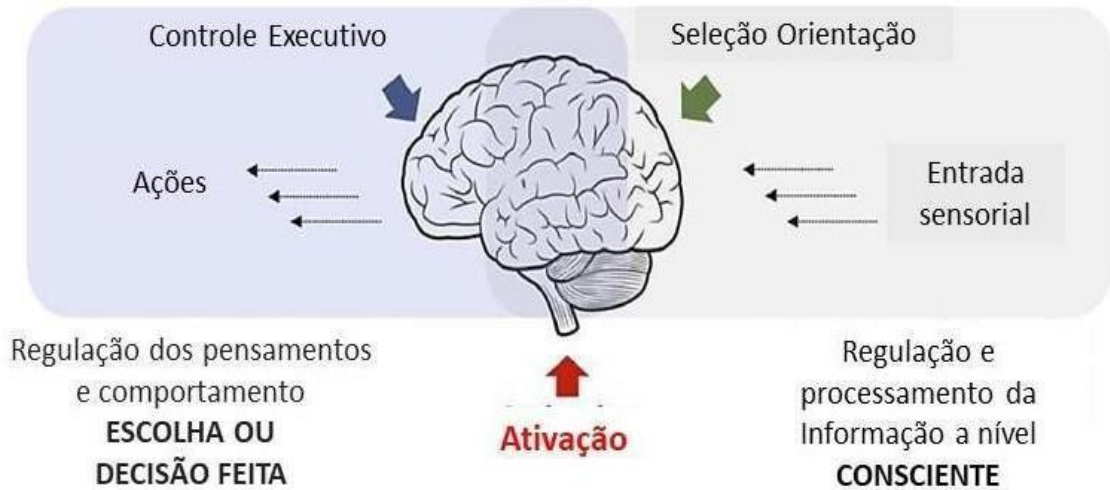 Controle Executivo
Seleção Orientação
Ações
Entrada
sensorial
Regulação dos pensamentos
e comportamento
ESCOLHA OU
DECISÃO FEITA
Ativação
Regulação e
processamento da
Informação a nível
CONSCIENTE